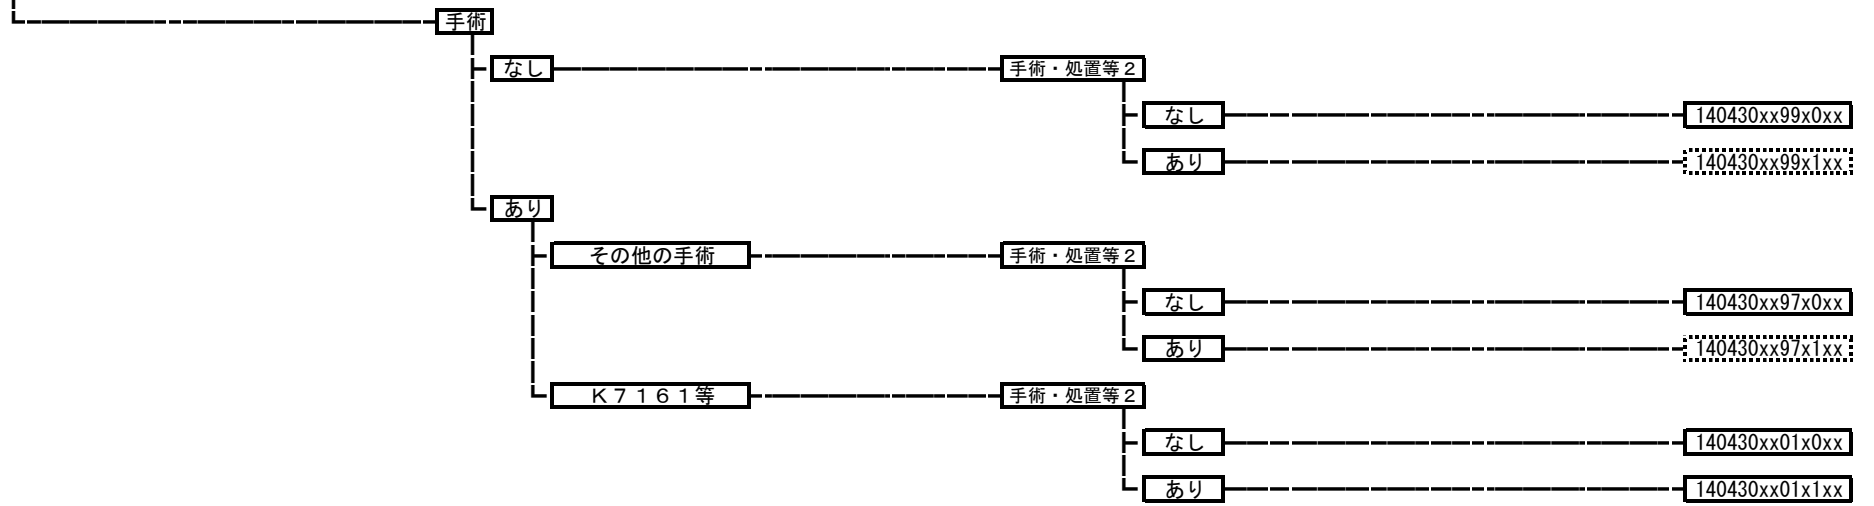 手術
なし 手術・処置等２
なし 140430xx99x0xx
あり 140430xx99x1xx
あり
その他の手術 手術・処置等２
なし 140430xx97x0xx
あり 140430xx97x1xx
Ｋ７１６１等 手術・処置等２
なし 140430xx01x0xx
あり 140430xx01x1xx